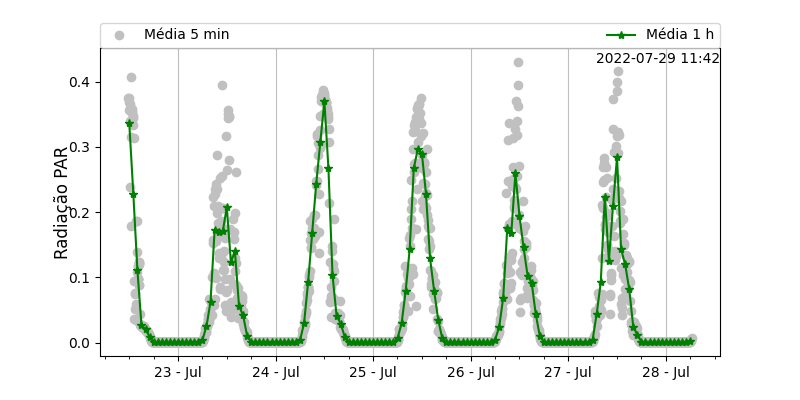 Média 5 min
Média 1 h
2022-07-29 11:42
Radiação PAR
0.4
0.3
0.2
0.1
0.0
23 - Jul
24 - Jul
25 - Jul
26 - Jul
27 - Jul
28 - Jul